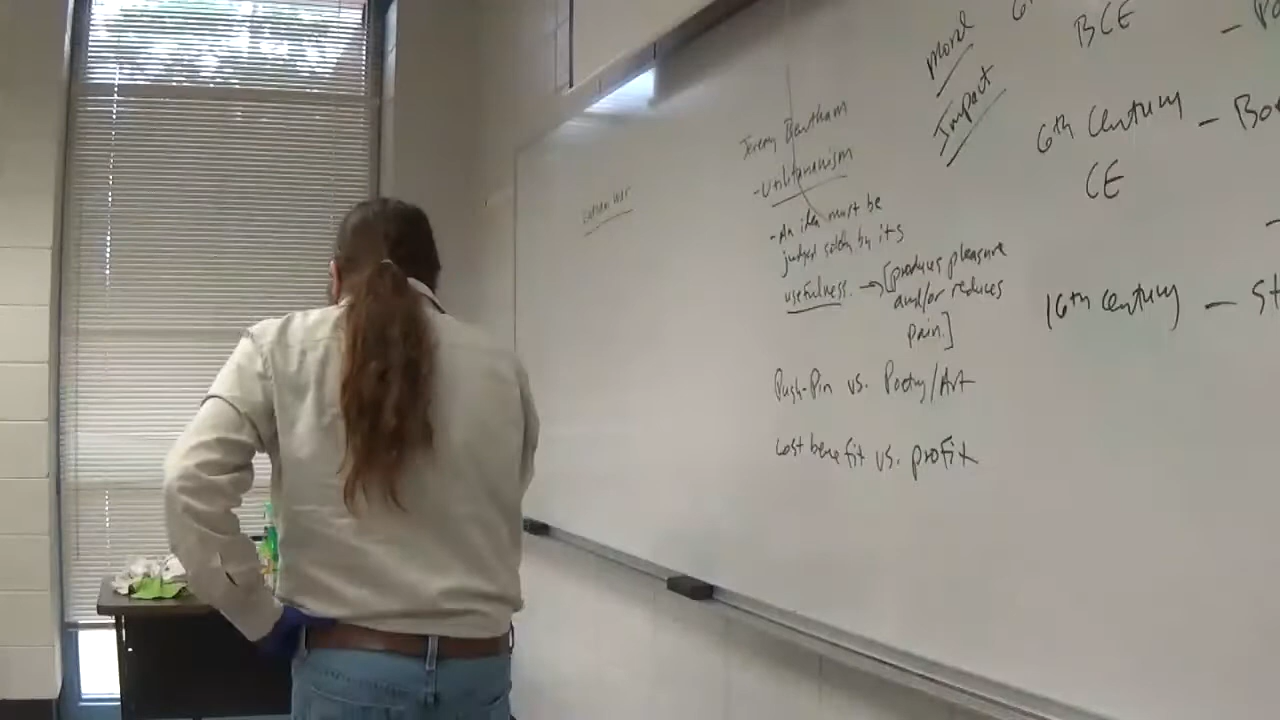 Jeremy Bentham
- Utilitarianism
- An idea must be
judged solely by its
usefulness. → [produces pleasure
and/or reduces
pain.]
Push-Pin vs. Poetry/Art
Cost benefit vs. profit
Moral
Impact
BCE
6th Century -
CE
16th Century -